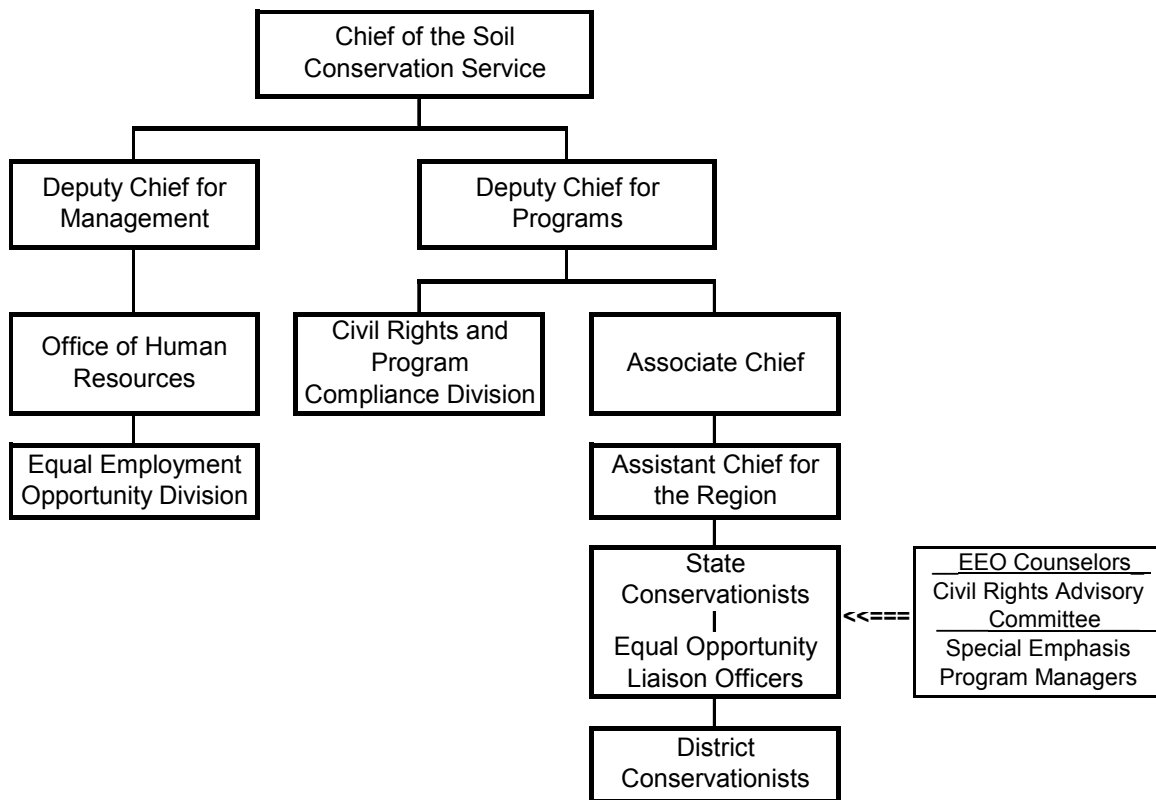 Chief of the Soil
Conservation Service
Deputy Chief for
Management
Deputy Chief for
Programs
Office of Human
Resources
Civil Rights and
Program
Compliance Division
Associate Chief
Equal Employment
Opportunity Division
Assistant Chief for
the Region
State
Conservationists
Equal Opportunity
Liaison Officers
<<===
EEO Counselors
Civil Rights Advisory
Committee
Special Emphasis
Program Managers
District
Conservationists